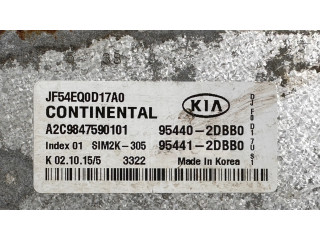 JF54EQ0D17A0
CONTINENTAL
KIA
A2C9847590101
95440-2DBB0
Index 01 SIM2K-305
95441-2DBB0
K 02.10.15/5 3322
Made in Korea